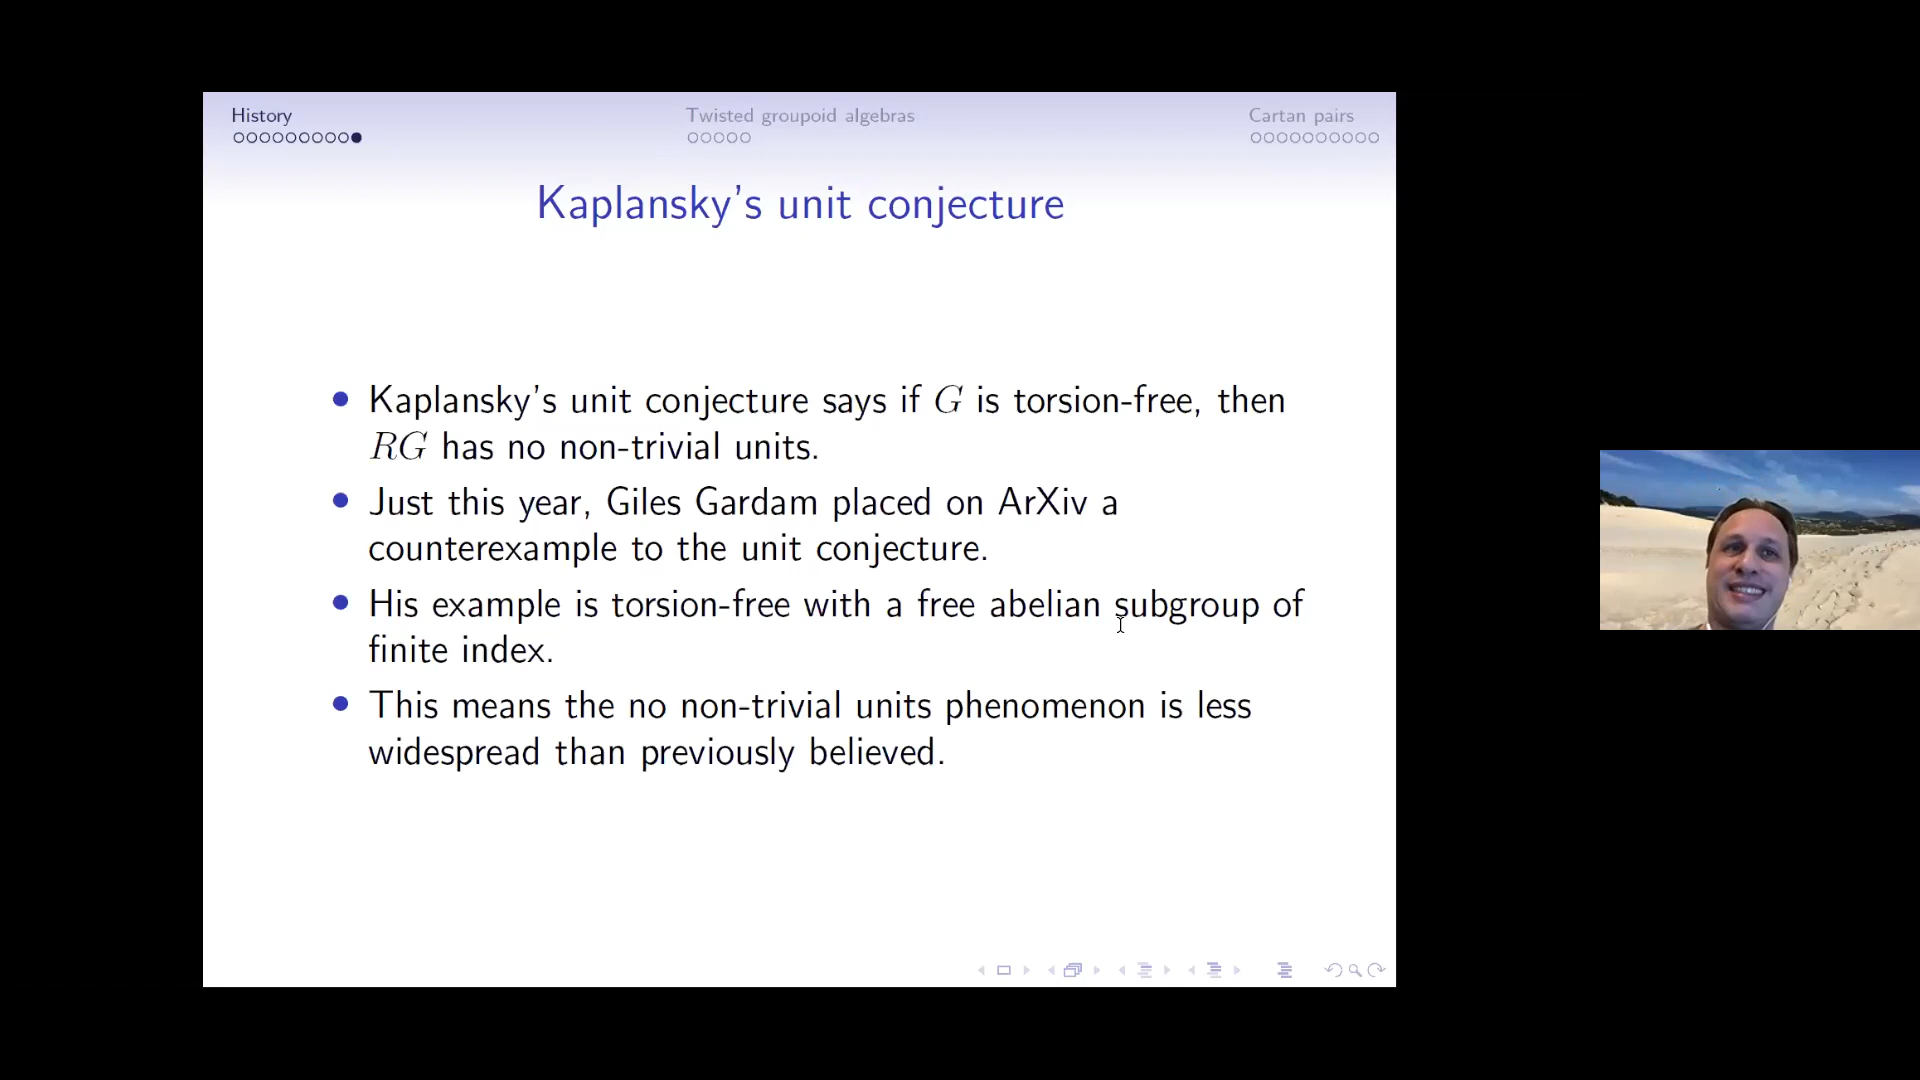 History
Twisted groupoid algebras
Cartan pairs
Kaplansky's unit conjecture
Kaplansky's unit conjecture says if G is torsion-free, then
RG has no non-trivial units.
Just this year, Giles Gardam placed on ArXiv a
counterexample to the unit conjecture.
His example is torsion-free with a free abelian subgroup of
finite index.
This means the no non-trivial units phenomenon is less
widespread than previously believed.